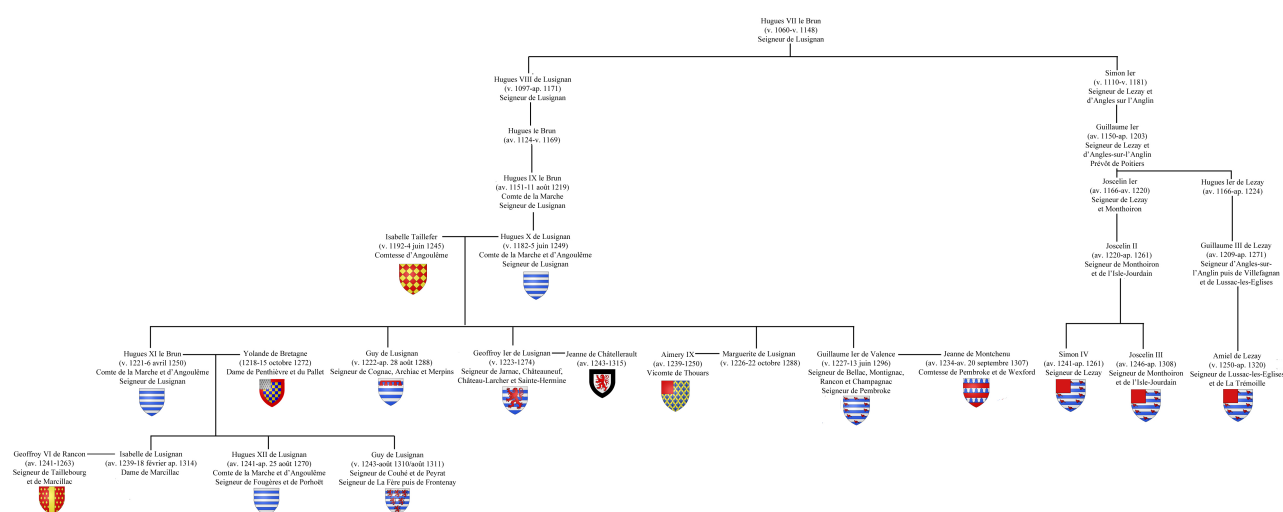 Hugues VII le Brun
(v. 1060-v. 1148)
Seigneur de Lusignan
Hugues VIII de Lusignan
(v. 1097-ap. 1171)
Seigneur de Lusignan
Simon Ier
(v. 1110-v. 1181)
Seigneur de Lezay et
d'Angles sur l'Anglin
Hugues le Brun
(av. 1124-v. 1169)
Guillaume Ier
(av. 1150-ap. 1203)
Seigneur de Lezay et
d'Angles-sur-l'Anglin
Prévôt de Poitiers
Hugues IX le Brun
(av. 1151-11 août 1219)
Comte de la Marche
Seigneur de Lusignan
Joscelin Ier
(av. 1166-av. 1220)
Seigneur de Lezay
et Monthoiron
Hugues Ier de Lezay
(av. 1166-ap. 1224)
Isabelle Taillefer
(v. 1192-4 juin 1245)
Comtesse d'Angoulême
Hugues X de Lusignan
(v. 1182-5 juin 1249)
Comte de la Marche et d'Angoulême
Seigneur de Lusignan
Joscelin II
(av. 1220-ap. 1261)
Seigneur de Monthoiron
et de l'Isle-Jourdain
Guillaume III de Lezay
(av. 1209-ap. 1271)
Seigneur d'Angles-sur-
l'Anglin puis de Villefagnan
et de Lussac-les-Eglises
Hugues XI le Brun
(v. 1221-6 avril 1250)
Comte de la Marche et d'Angoulême
Seigneur de Lusignan
Yolande de Bretagne
(1218-15 octobre 1272)
Dame de Penthièvre et du Pallet
Guy de Lusignan
(v. 1222-ap. 28 août 1288)
Seigneur de Cognac, Archiac et Merpins
Geoffroy Ier de Lusignan
(v. 1223-1274)
Seigneur de Jarnac, Châteauneuf,
Château-Larcher et Sainte-Hermine
Jeanne de Châtellerault
(av. 1243-1315)
Aimery IX
(av. 1239-1250)
Vicomte de Thouars
Marguerite de Lusignan
(v. 1226-22 octobre 1288)
Guillaume Ier de Valence
(v. 1227-13 juin 1296)
Seigneur de Bellac, Montignac,
Rancon et Champagnac
Seigneur de Pembroke
Jeanne de Montchenu
(av. 1234-av. 20 septembre 1307)
Comtesse de Pembroke et de Wexford
Simon IV
(av. 1241-ap. 1261)
Seigneur de Lezay
Joscelin III
(av. 1246-ap. 1308)
Seigneur de Monthoiron
et de l'Isle-Jourdain
Amiel de Lezay
(v. 1250-ap. 1320)
Seigneur de Lussac-les-Eglises
et de La Trémoille
Geoffroy VI de Rancon
(av. 1241-1263)
Seigneur de Taillebourg
et de Marcillac
Isabelle de Lusignan
(av. 1239-18 février ap. 1314)
Dame de Marcillac
Hugues XII de Lusignan
(av. 1241-ap. 25 août 1270)
Comte de la Marche et d'Angoulême
Seigneur de Fougères et de Porhoët
Guy de Lusignan
(v. 1243-août 1310/août 1311)
Seigneur de Couhé et de Peyrat
Seigneur de La Fère puis de Frontenay